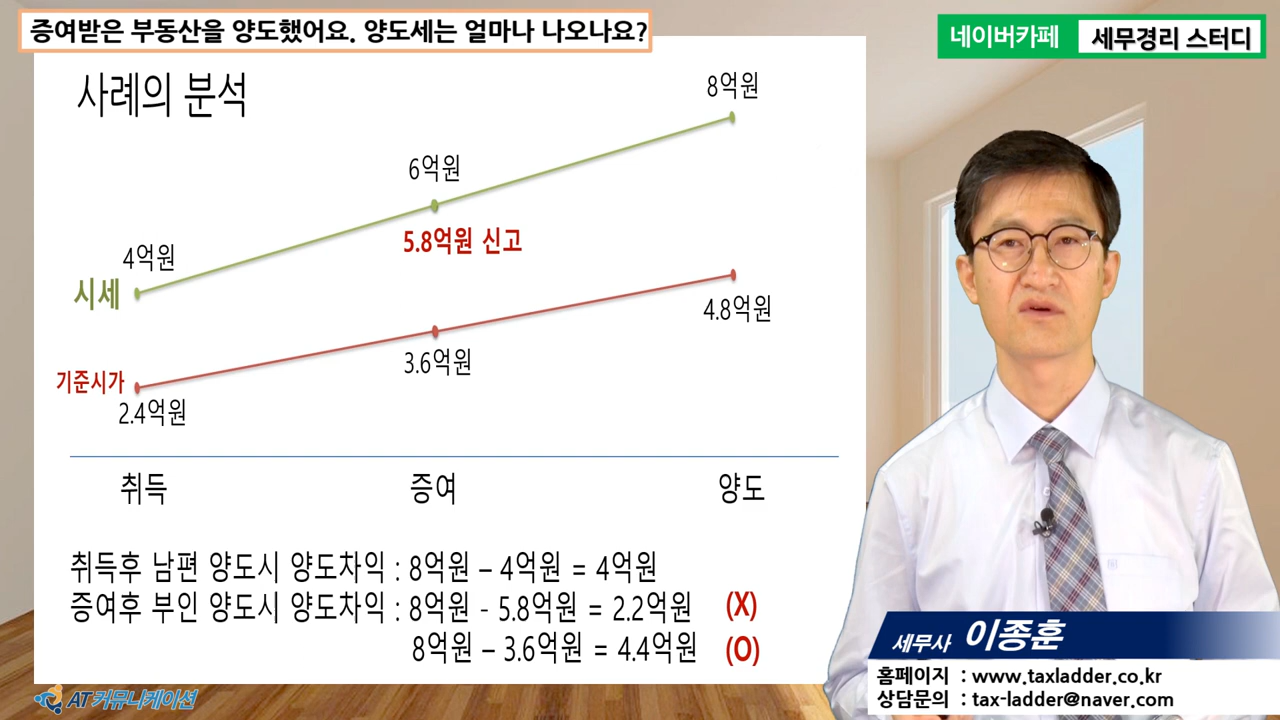 증여받은 부동산을 양도했어요. 양도세는 얼마나 나오나요?
네이버카페 세무경리 스터디
사례의 분석
8억원
6억원
5.8억원 신고
4억원
시세
4.8억원
3.6억원
기준시가
2.4억원
취득 증여 양도
취득후 남편 양도시 양도차익 : 8억원 – 4억원 = 4억원
증여후 부인 양도시 양도차익 : 8억원 - 5.8억원 = 2.2억원 (X)
8억원 – 3.6억원 = 4.4억원 (O)
세무사 이종훈
홈페이지 : www.taxladder.co.kr
상담문의 : tax-ladder@naver.com
AT커뮤니케이션